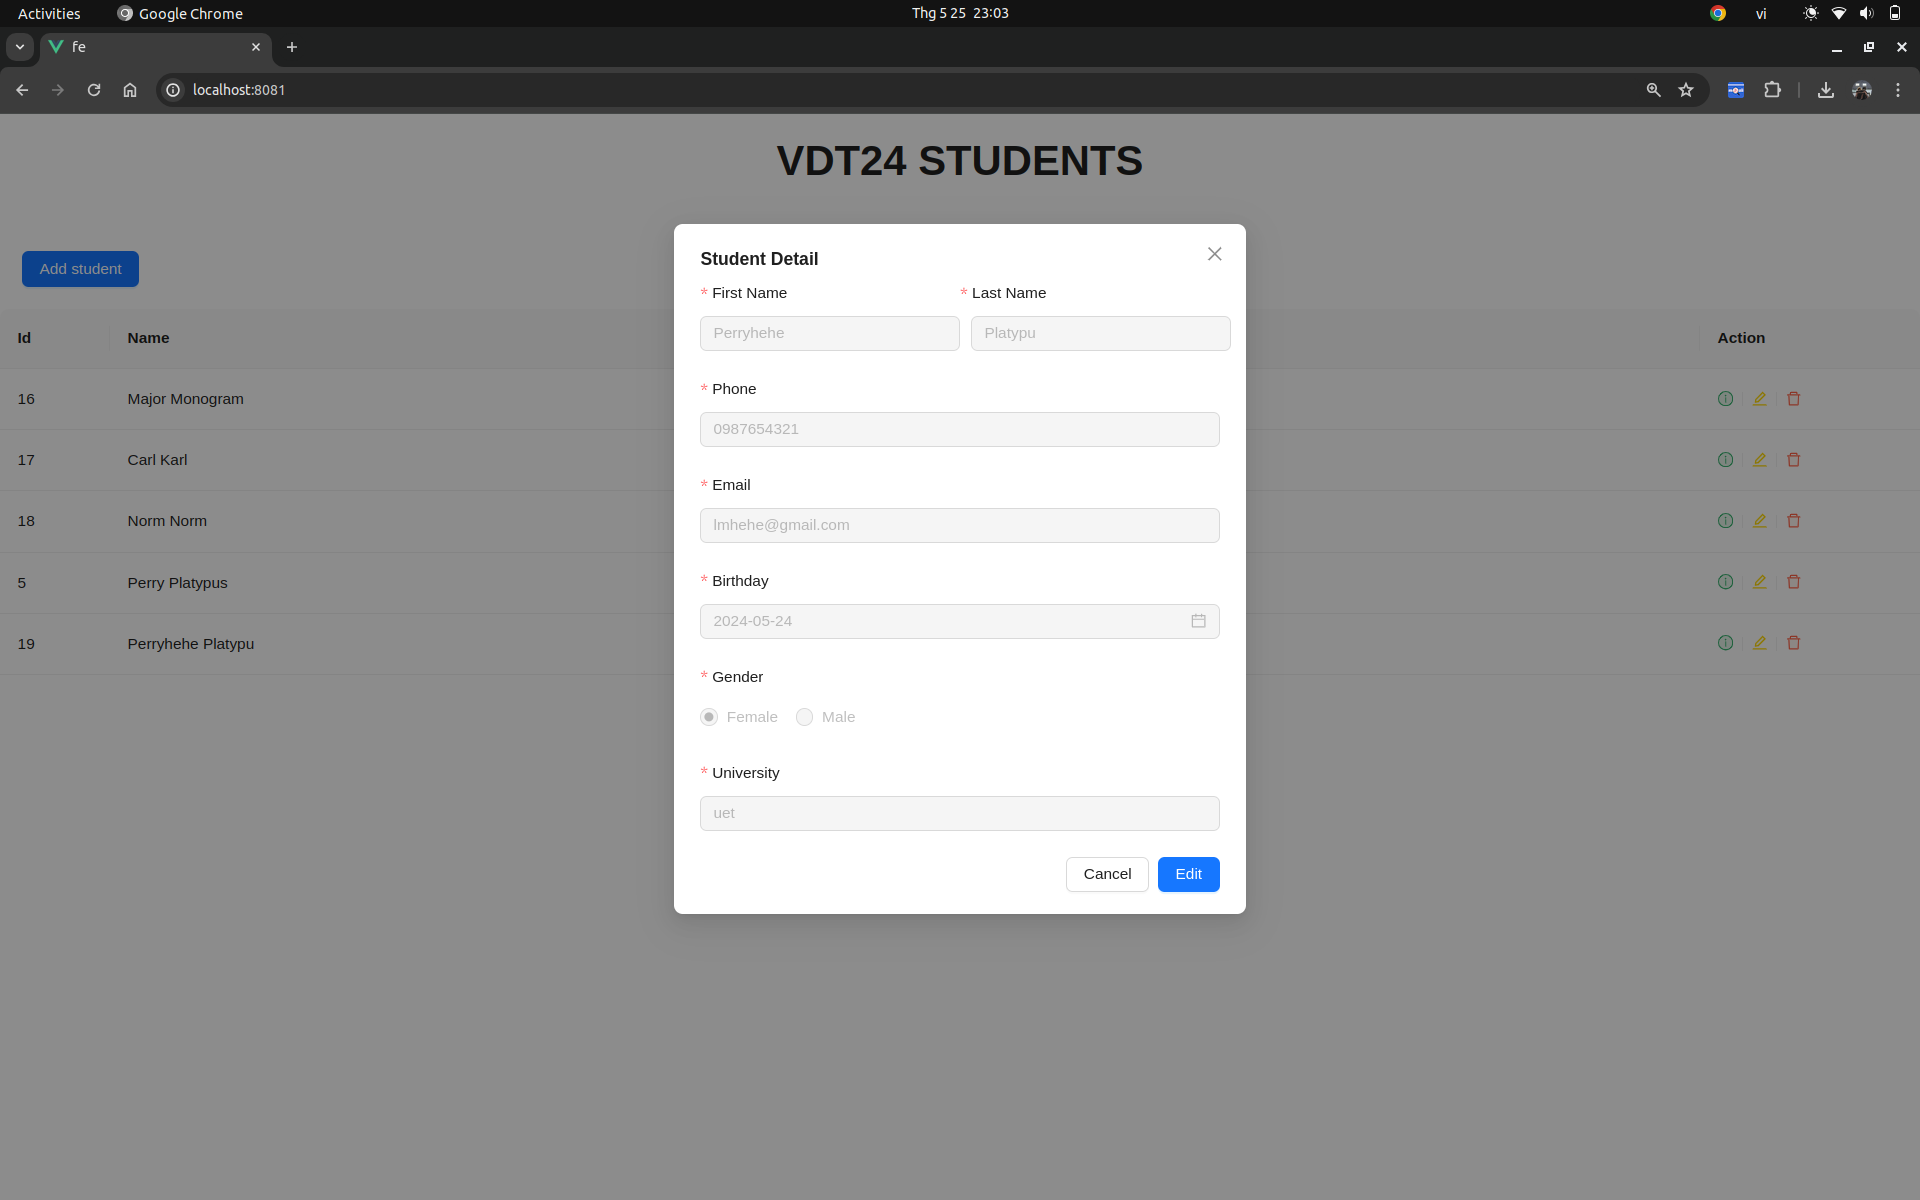 Activities Google Chrome Thg 5 25 23:03 vi
fe
localhost:8081
VDT24 STUDENTS
Add student
Id Name Action
16 Major Monogram
17 Carl Karl
18 Norm Norm
5 Perry Platypus
19 Perryhehe Platypu
Student Detail
* First Name * Last Name
Perryhehe Platypu
* Phone
0987654321
* Email
lmhehe@gmail.com
* Birthday
2024-05-24
* Gender
Female Male
* University
uet
Cancel Edit